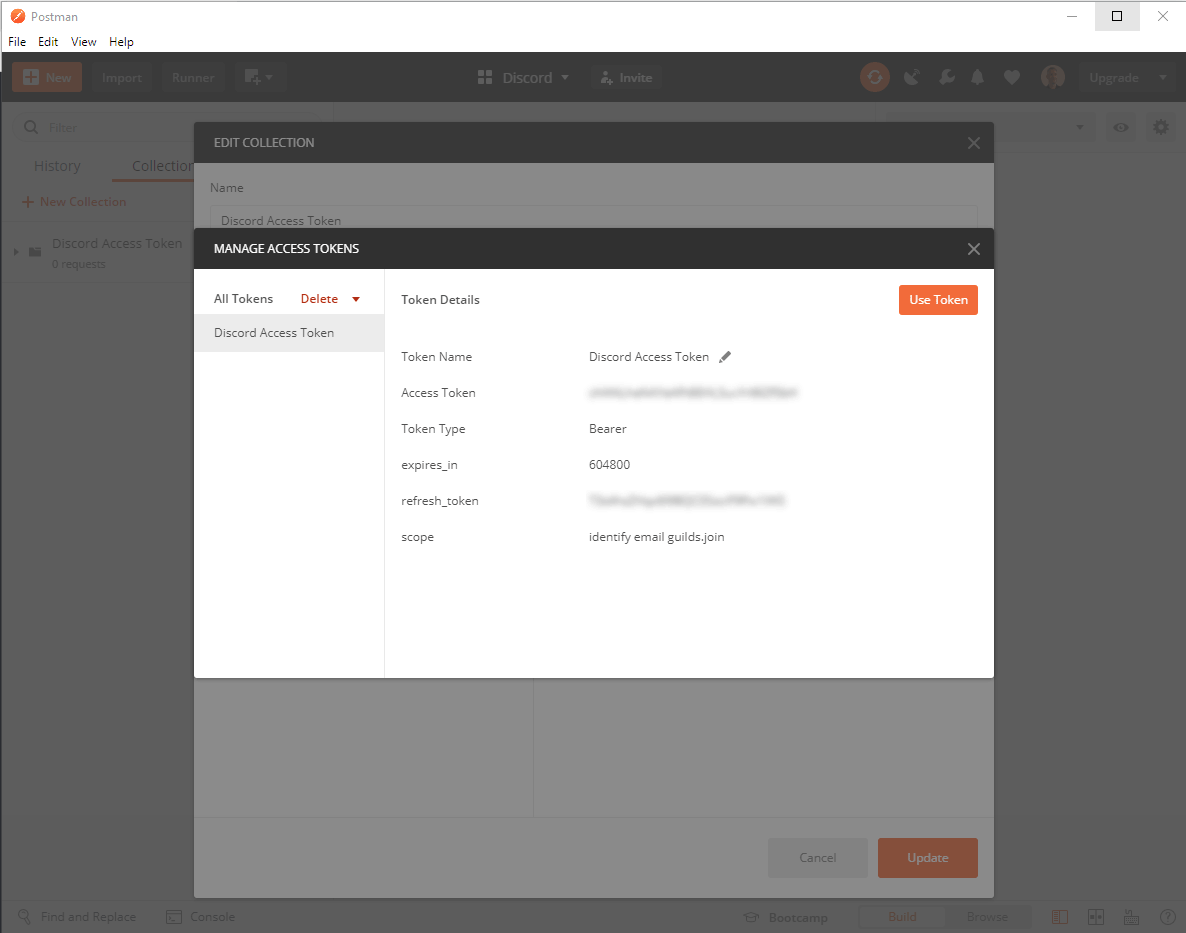 Postman
File Edit View Help
New Import Runner Discord Invite Upgrade
Filter
History Collection
New Collection
Discord Access Token
0 requests
EDIT COLLECTION
Name
Discord Access Token
MANAGE ACCESS TOKENS
All Tokens Delete
Discord Access Token
Token Details Use Token
Token Name Discord Access Token
Access Token
Token Type Bearer
expires_in 604800
refresh_token
scope identify email guilds.join
Cancel Update
Find and Replace Console Bootcamp Build Browse